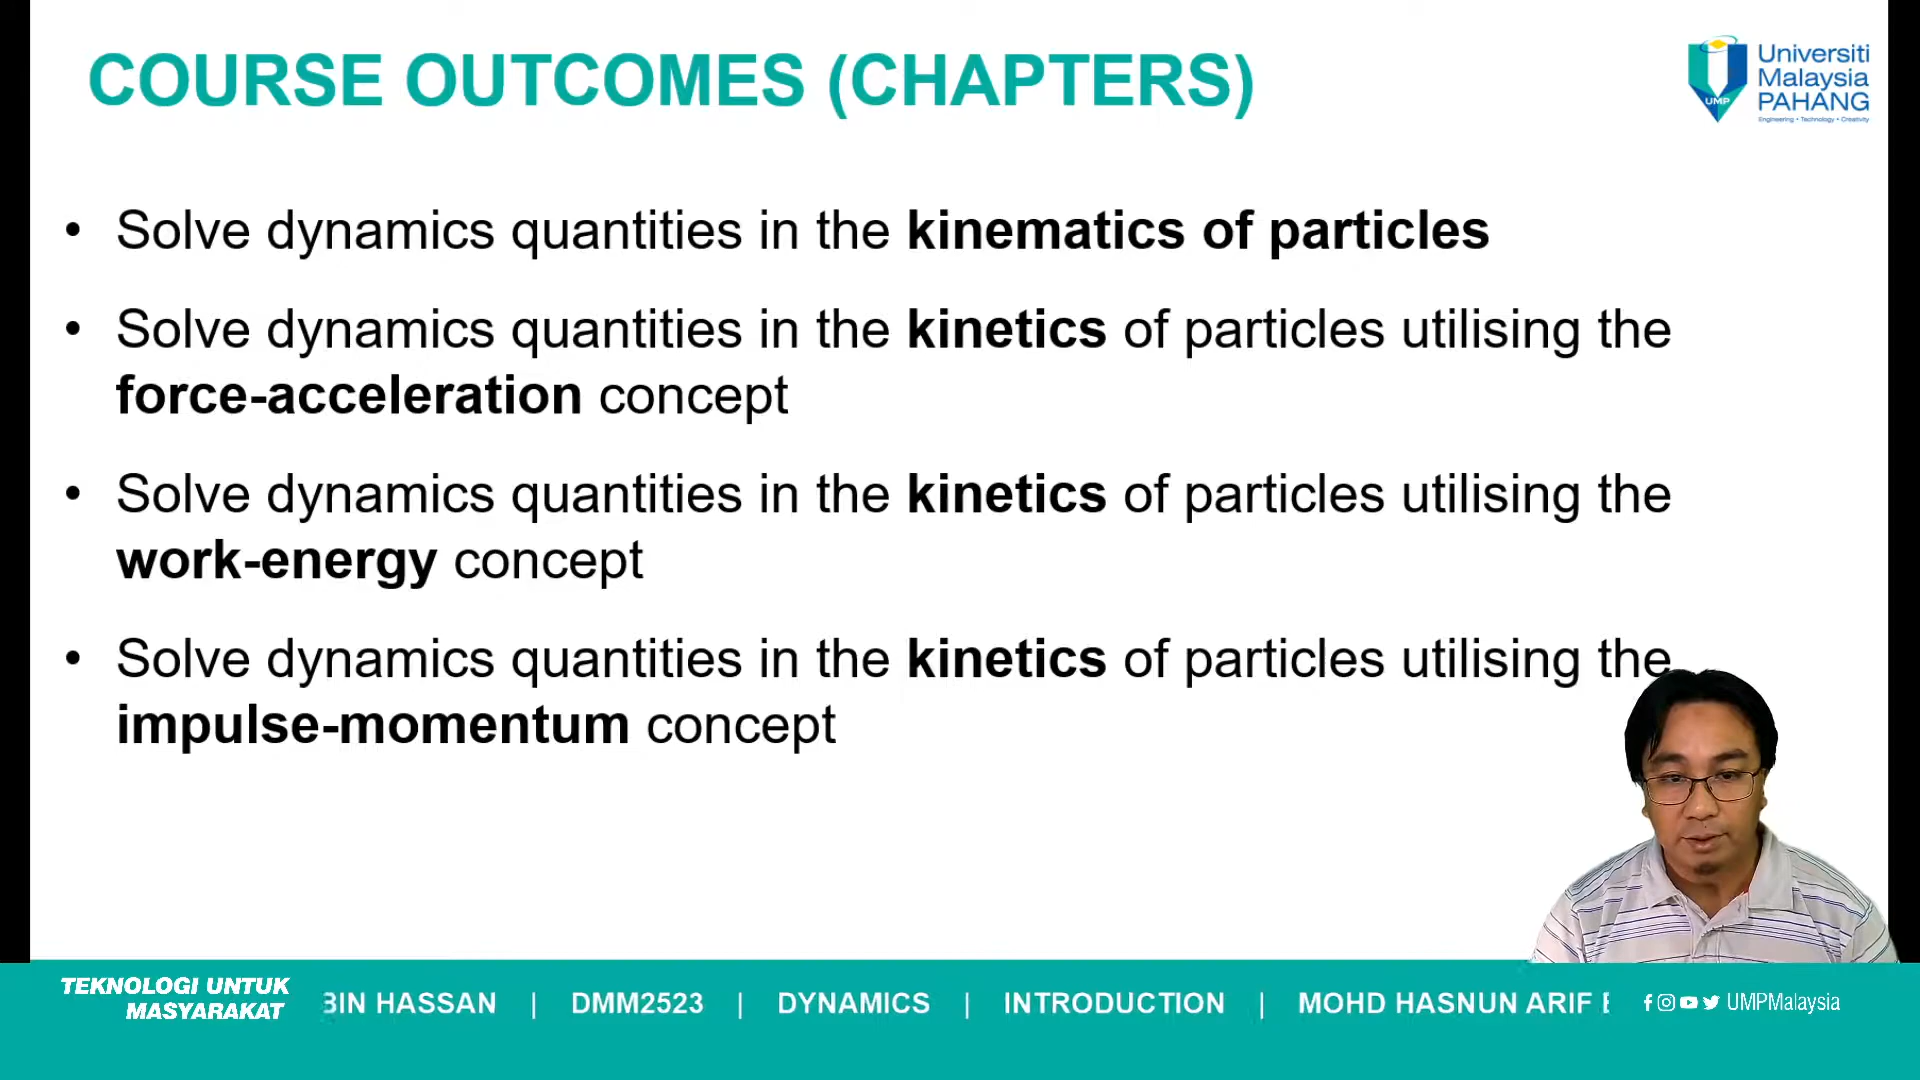 COURSE OUTCOMES (CHAPTERS)
UMP
Universiti
Malaysia
PAHANG
Engineering • Technology • Creativity
• Solve dynamics quantities in the kinematics of particles
• Solve dynamics quantities in the kinetics of particles utilising the
force-acceleration concept
• Solve dynamics quantities in the kinetics of particles utilising the
work-energy concept
• Solve dynamics quantities in the kinetics of particles utilising the
impulse-momentum concept
TEKNOLOGI UNTUK
MASYARAKAT
BIN HASSAN | DMM2523 | DYNAMICS | INTRODUCTION | MOHD HASNUN ARIF
UMPMalaysia